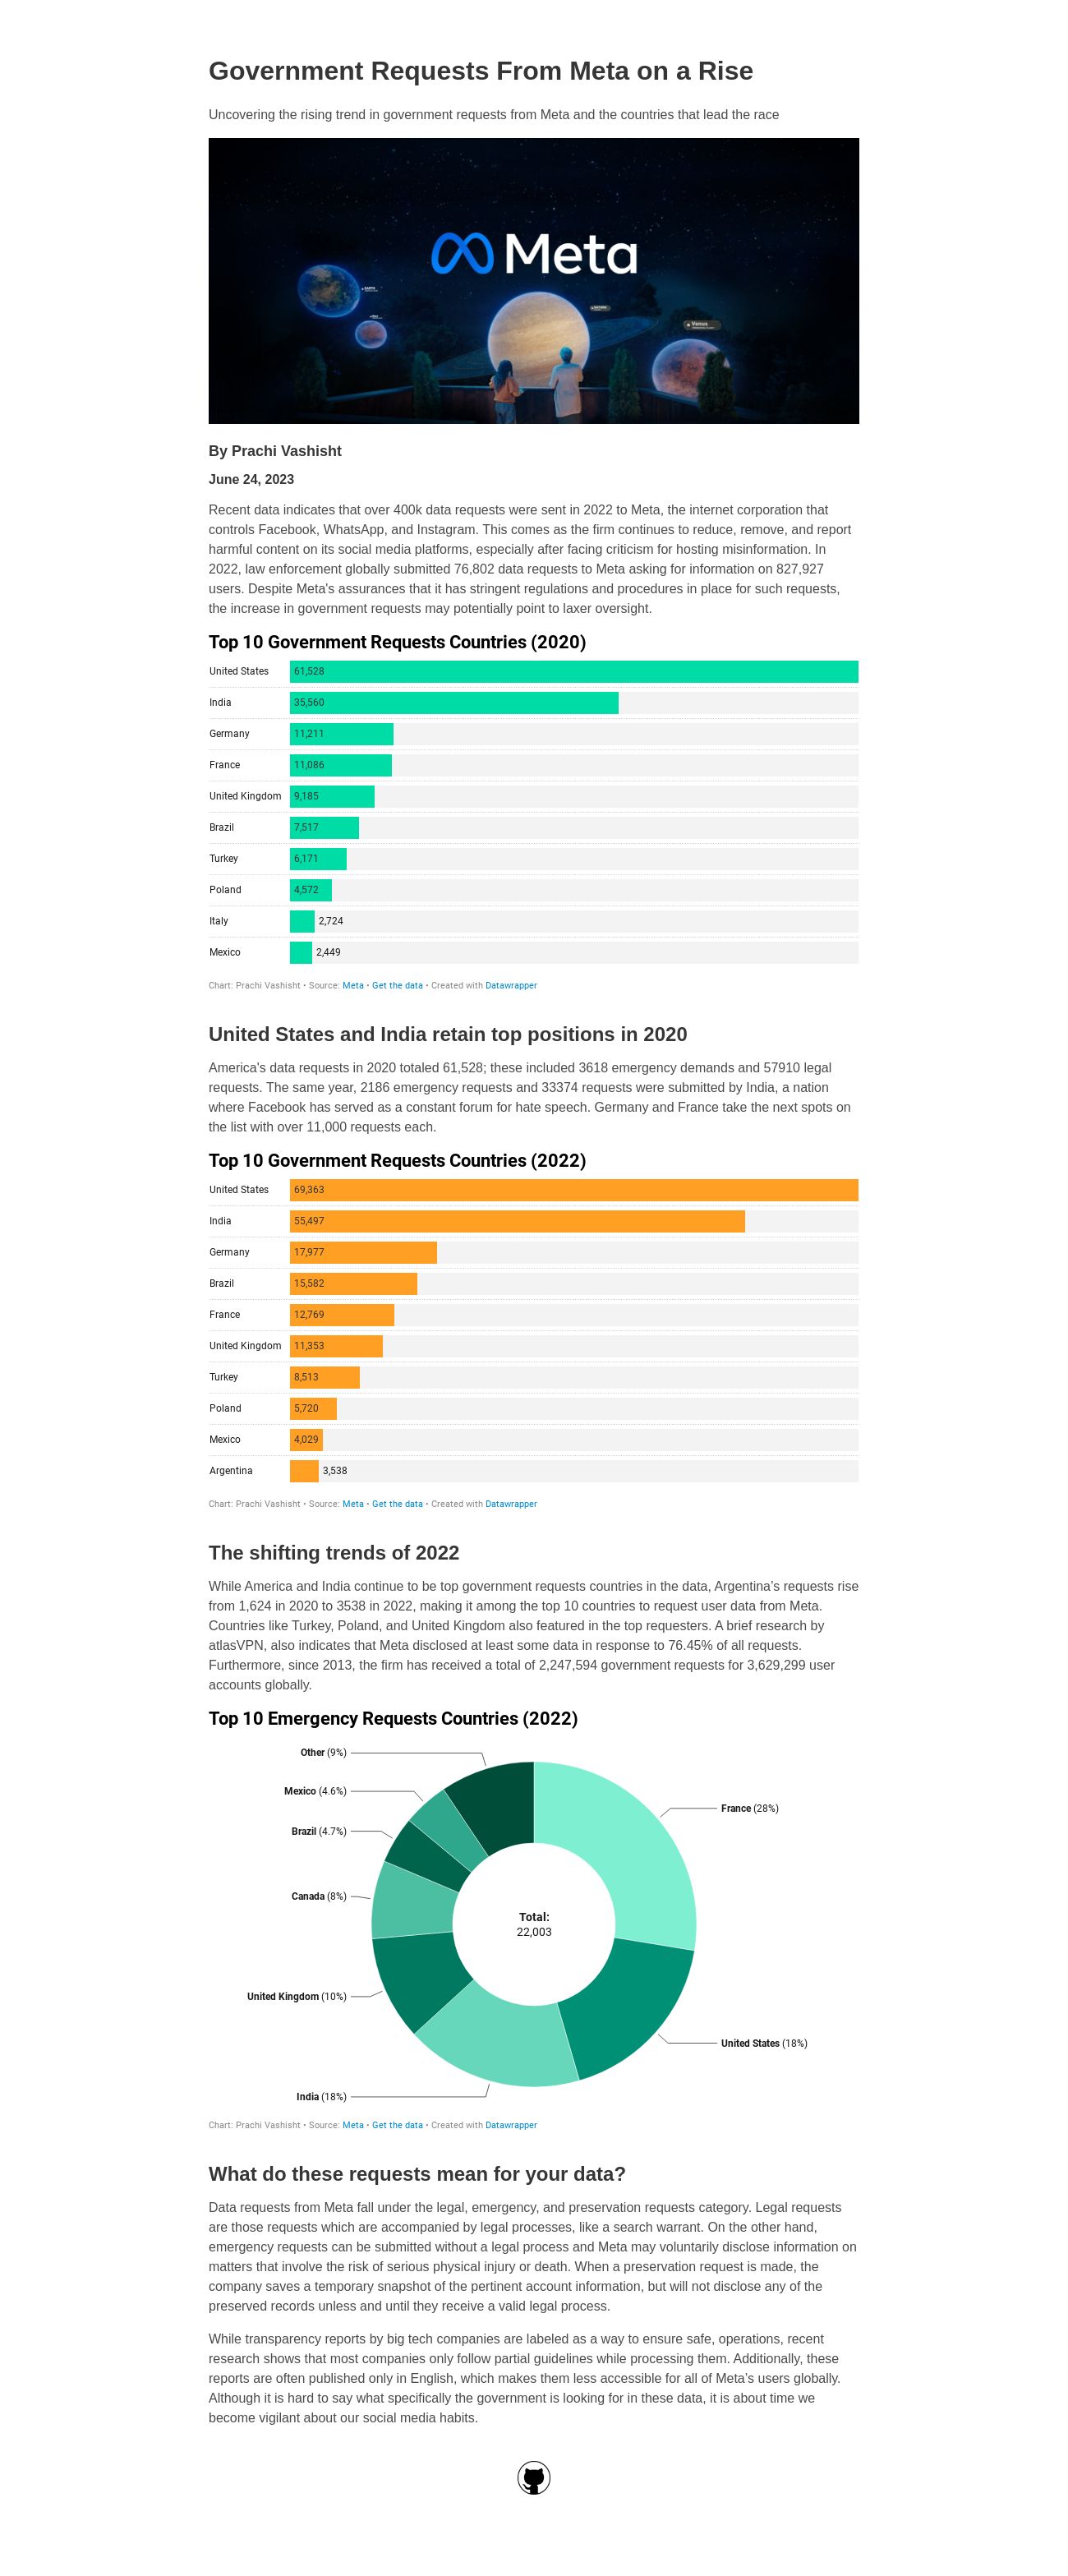 Government Requests From Meta on a Rise
Uncovering the rising trend in government requests from Meta and the countries that lead the race
Meta
Venus
By Prachi Vashisht
June 24, 2023
Recent data indicates that over 400k data requests were sent in 2022 to Meta, the internet corporation that
controls Facebook, WhatsApp, and Instagram. This comes as the firm continues to reduce, remove, and report
harmful content on its social media platforms, especially after facing criticism for hosting misinformation. In
2022, law enforcement globally submitted 76,802 data requests to Meta asking for information on 827,927
users. Despite Meta's assurances that it has stringent regulations and procedures in place for such requests,
the increase in government requests may potentially point to laxer oversight.
Top 10 Government Requests Countries (2020)
United States 61,528
India 35,560
Germany 11,211
France 11,086
United Kingdom 9,185
Brazil 7,517
Turkey 6,171
Poland 4,572
Italy 2,724
Mexico 2,449
Chart: Prachi Vashisht • Source: Meta • Get the data • Created with Datawrapper
United States and India retain top positions in 2020
America's data requests in 2020 totaled 61,528; these included 3618 emergency demands and 57910 legal
requests. The same year, 2186 emergency requests and 33374 requests were submitted by India, a nation
where Facebook has served as a constant forum for hate speech. Germany and France take the next spots on
the list with over 11,000 requests each.
Top 10 Government Requests Countries (2022)
United States 69,363
India 55,497
Germany 17,977
Brazil 15,582
France 12,769
United Kingdom 11,353
Turkey 8,513
Poland 5,720
Mexico 4,029
Argentina 3,538
Chart: Prachi Vashisht • Source: Meta • Get the data • Created with Datawrapper
The shifting trends of 2022
While America and India continue to be top government requests countries in the data, Argentina’s requests rise
from 1,624 in 2020 to 3538 in 2022, making it among the top 10 countries to request user data from Meta.
Countries like Turkey, Poland, and United Kingdom also featured in the top requesters. A brief research by
atlasVPN, also indicates that Meta disclosed at least some data in response to 76.45% of all requests.
Furthermore, since 2013, the firm has received a total of 2,247,594 government requests for 3,629,299 user
accounts globally.
Top 10 Emergency Requests Countries (2022)
Other (9%)
Mexico (4.6%)
France (28%)
Brazil (4.7%)
Canada (8%)
Total:
22,003
United Kingdom (10%)
United States (18%)
India (18%)
Chart: Prachi Vashisht • Source: Meta • Get the data • Created with Datawrapper
What do these requests mean for your data?
Data requests from Meta fall under the legal, emergency, and preservation requests category. Legal requests
are those requests which are accompanied by legal processes, like a search warrant. On the other hand,
emergency requests can be submitted without a legal process and Meta may voluntarily disclose information on
matters that involve the risk of serious physical injury or death. When a preservation request is made, the
company saves a temporary snapshot of the pertinent account information, but will not disclose any of the
preserved records unless and until they receive a valid legal process.
While transparency reports by big tech companies are labeled as a way to ensure safe, operations, recent
research shows that most companies only follow partial guidelines while processing them. Additionally, these
reports are often published only in English, which makes them less accessible for all of Meta’s users globally.
Although it is hard to say what specifically the government is looking for in these data, it is about time we
become vigilant about our social media habits.